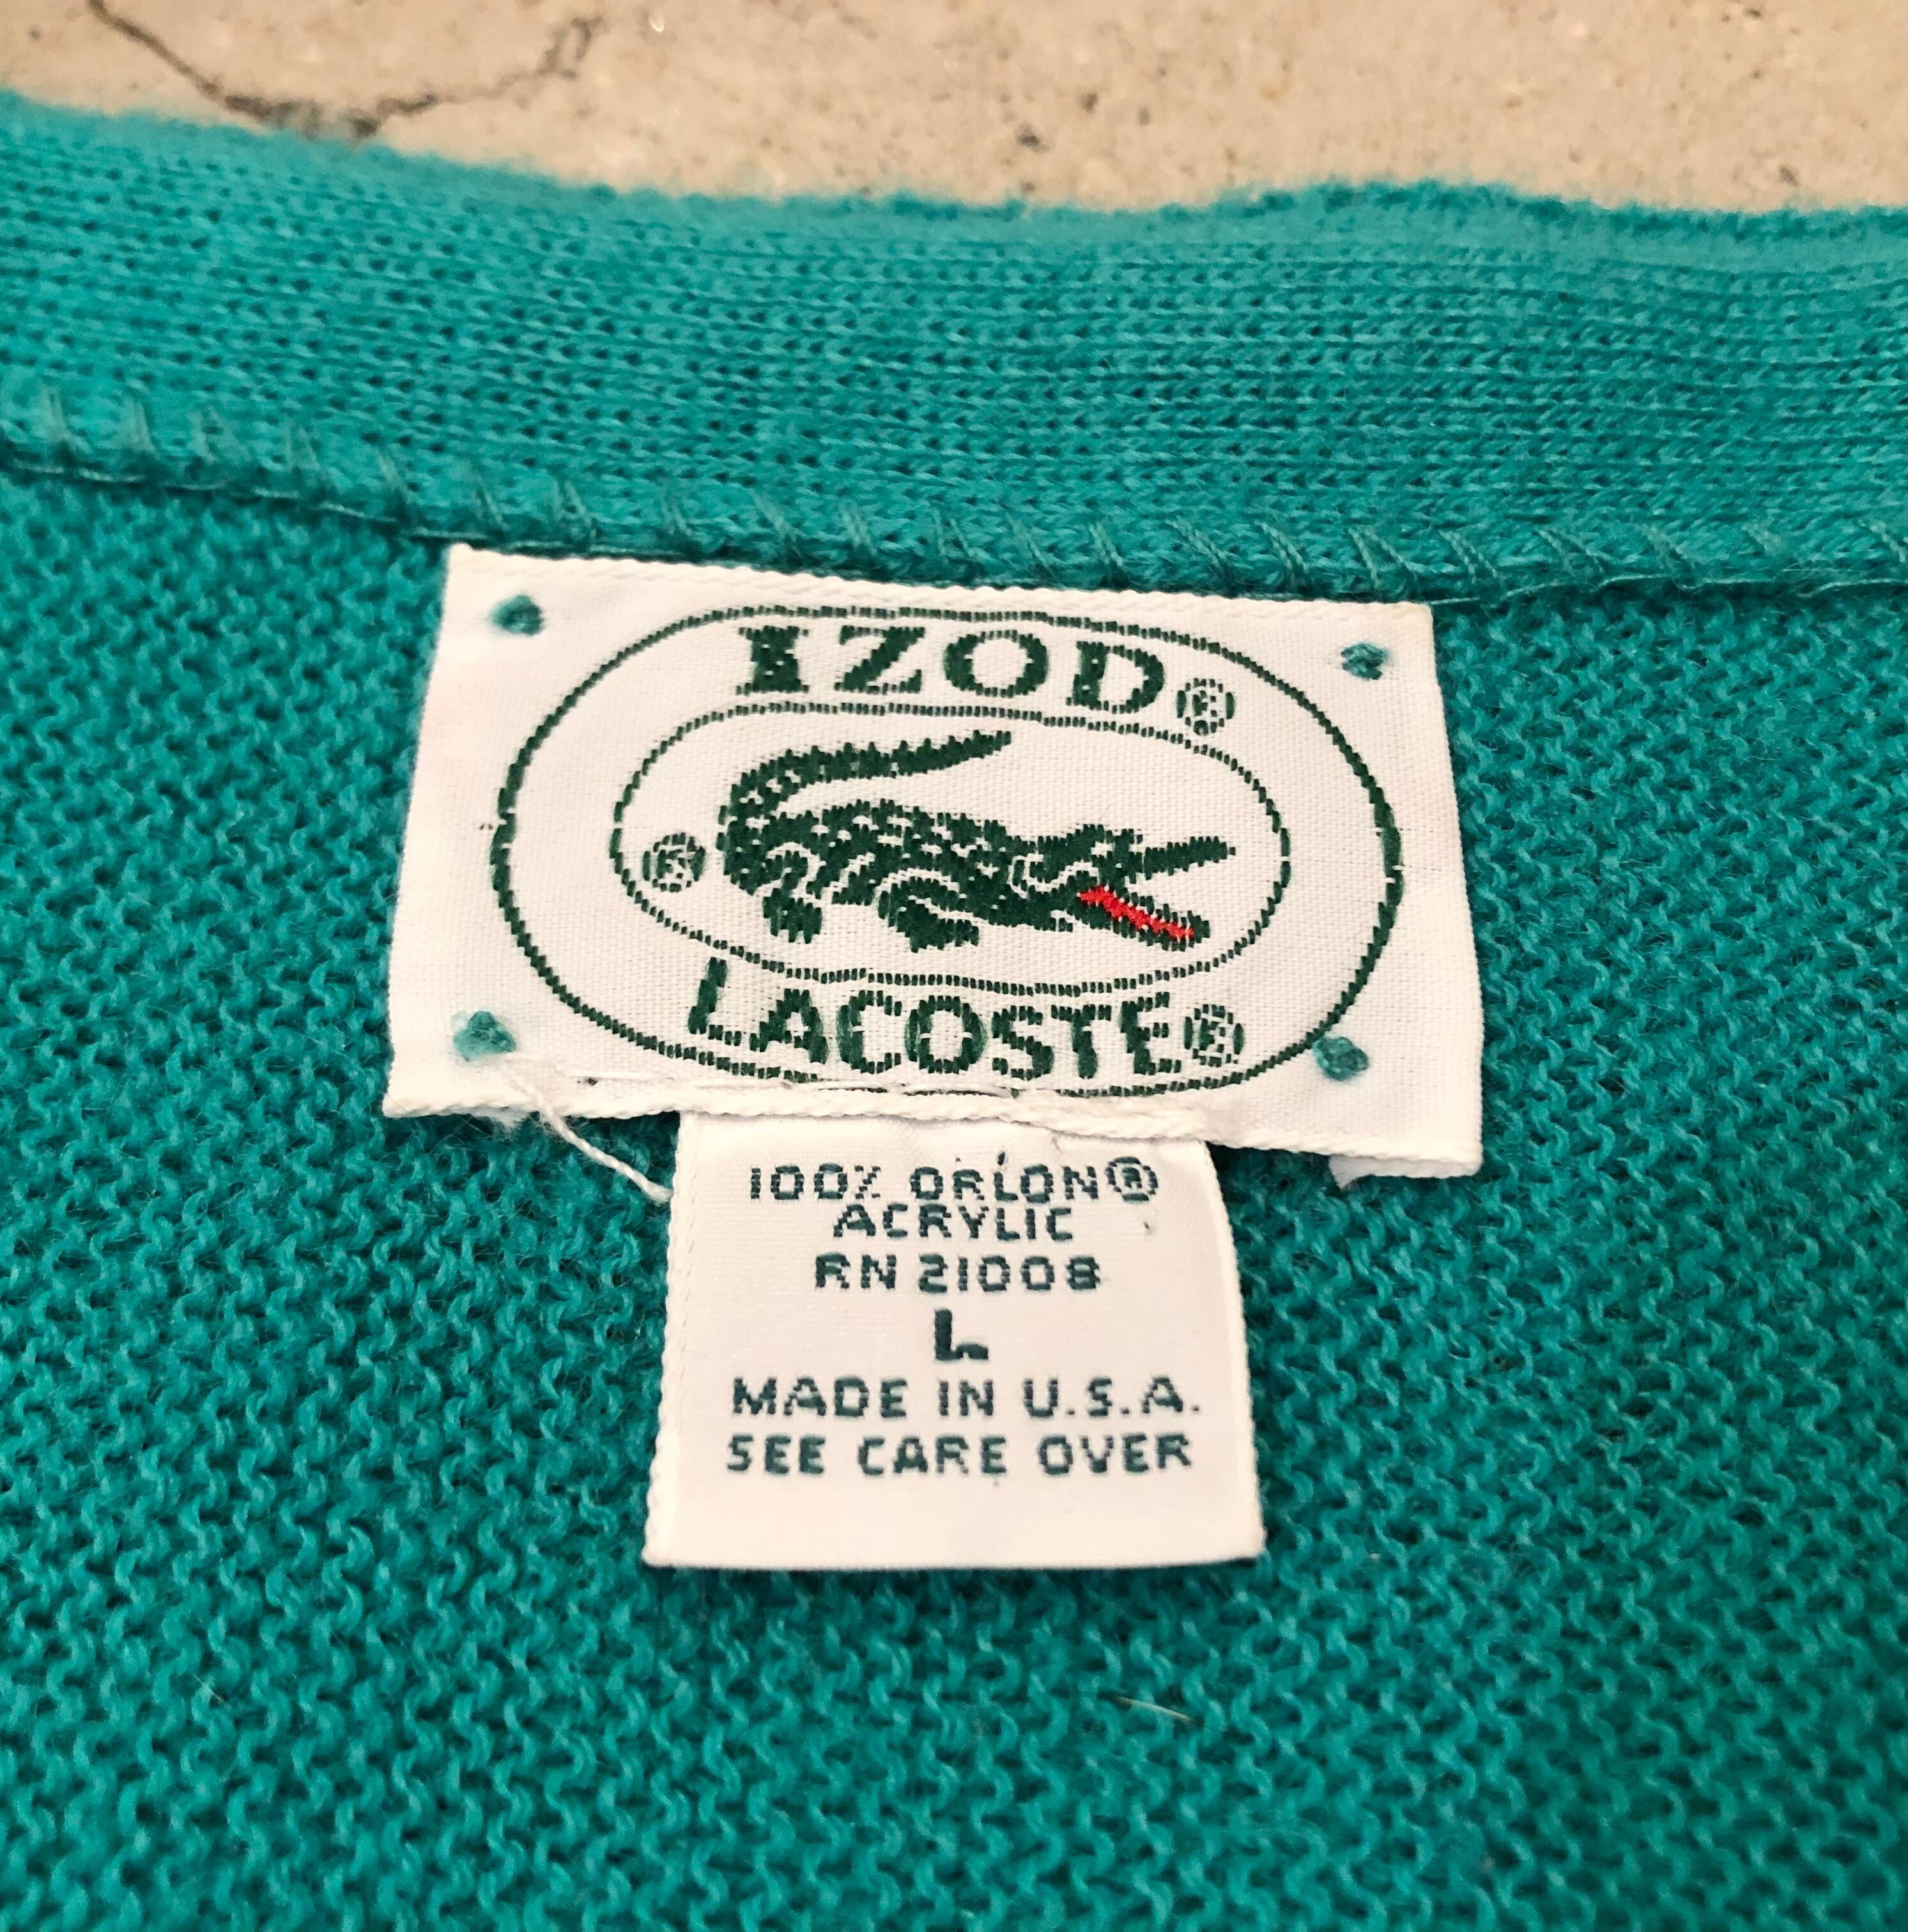 IZOD®
®
LACOSTE®
100% ORLON®
ACRYLIC
RN 21008
L
MADE IN U.S.A.
SEE CARE OVER